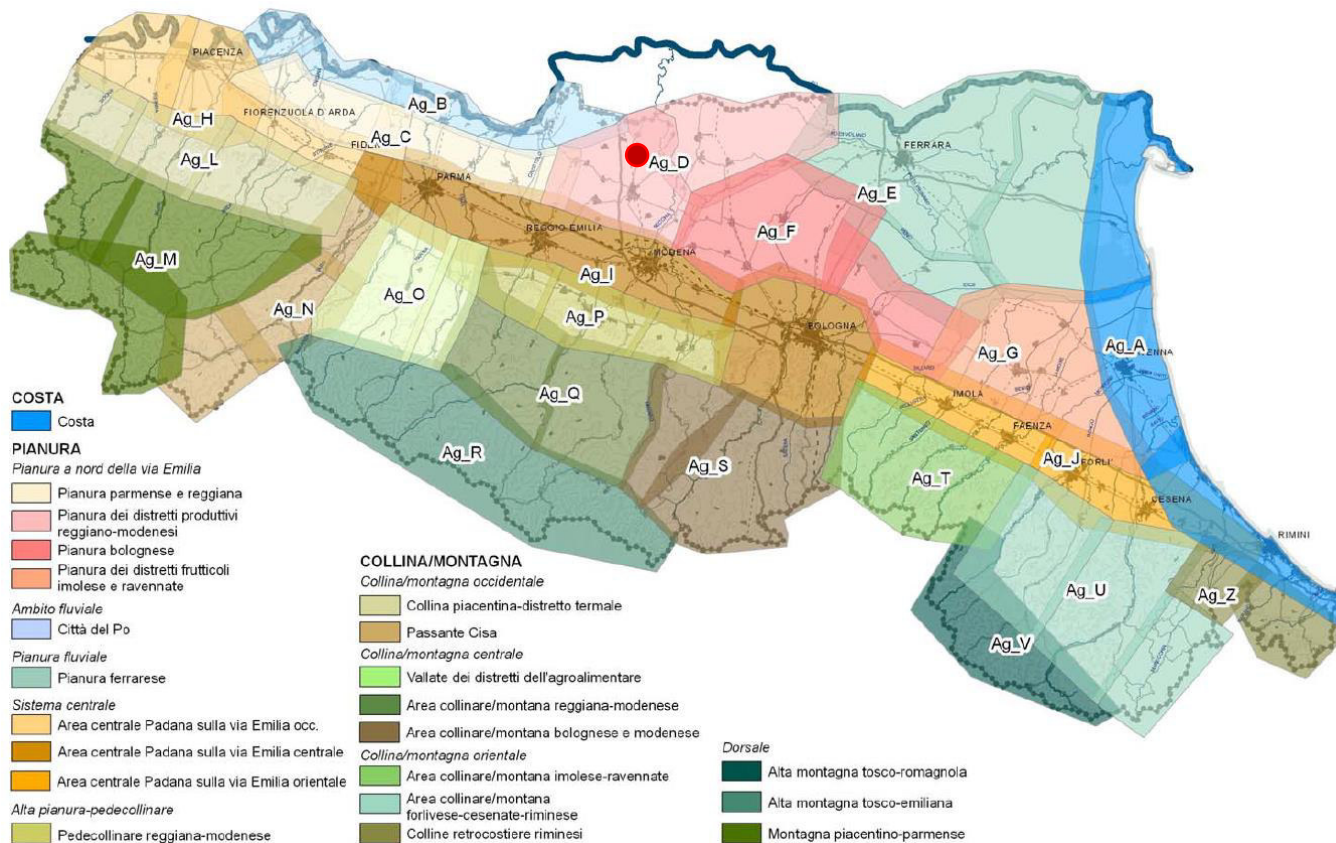 PIACENZA
FIORENZUOLA D'ARDA
Ag_B
Ag_H
Ag_C
Ag_L
PARMA
Ag_D
FERRARA
Ag_E
Ag_F
REGGIO EMILIA
MODENA
Ag_M
Ag_I
Ag_O
Ag_N
Ag_P
BOLOGNA
Ag_G
Ag_A
Ag_Q
IMOLA
FAENZA
Ag_R
Ag_S
Ag_T
Ag_J
CESENA
RIMINI
Ag_U
Ag_Z
Ag_V
COSTA
Costa
PIANURA
Pianura a nord della via Emilia
Pianura parmense e reggiana
Pianura dei distretti produttivi
reggiano-modenesi
Pianura bolognese
Pianura dei distretti frutticoli
imolese e ravennate
Ambito fluviale
Città del Po
Pianura fluviale
Pianura ferrarese
Sistema centrale
Area centrale Padana sulla via Emilia occ.
Area centrale Padana sulla via Emilia centrale
Area centrale Padana sulla via Emilia orientale
Alta pianura-pedecollinare
Pedecollinare reggiana-modenese
COLLINA/MONTAGNA
Collina/montagna occidentale
Collina piacentina-distretto termale
Passante Cisa
Collina/montagna centrale
Vallate dei distretti dell'agroalimentare
Area collinare/montana reggiana-modenese
Area collinare/montana bolognese e modenese
Collina/montagna orientale
Area collinare/montana imolese-ravennate
Area collinare/montana
forlivese-cesenate-riminese
Colline retrocostiere riminesi
Dorsale
Alta montagna tosco-romagnola
Alta montagna tosco-emiliana
Montagna piacentino-parmense